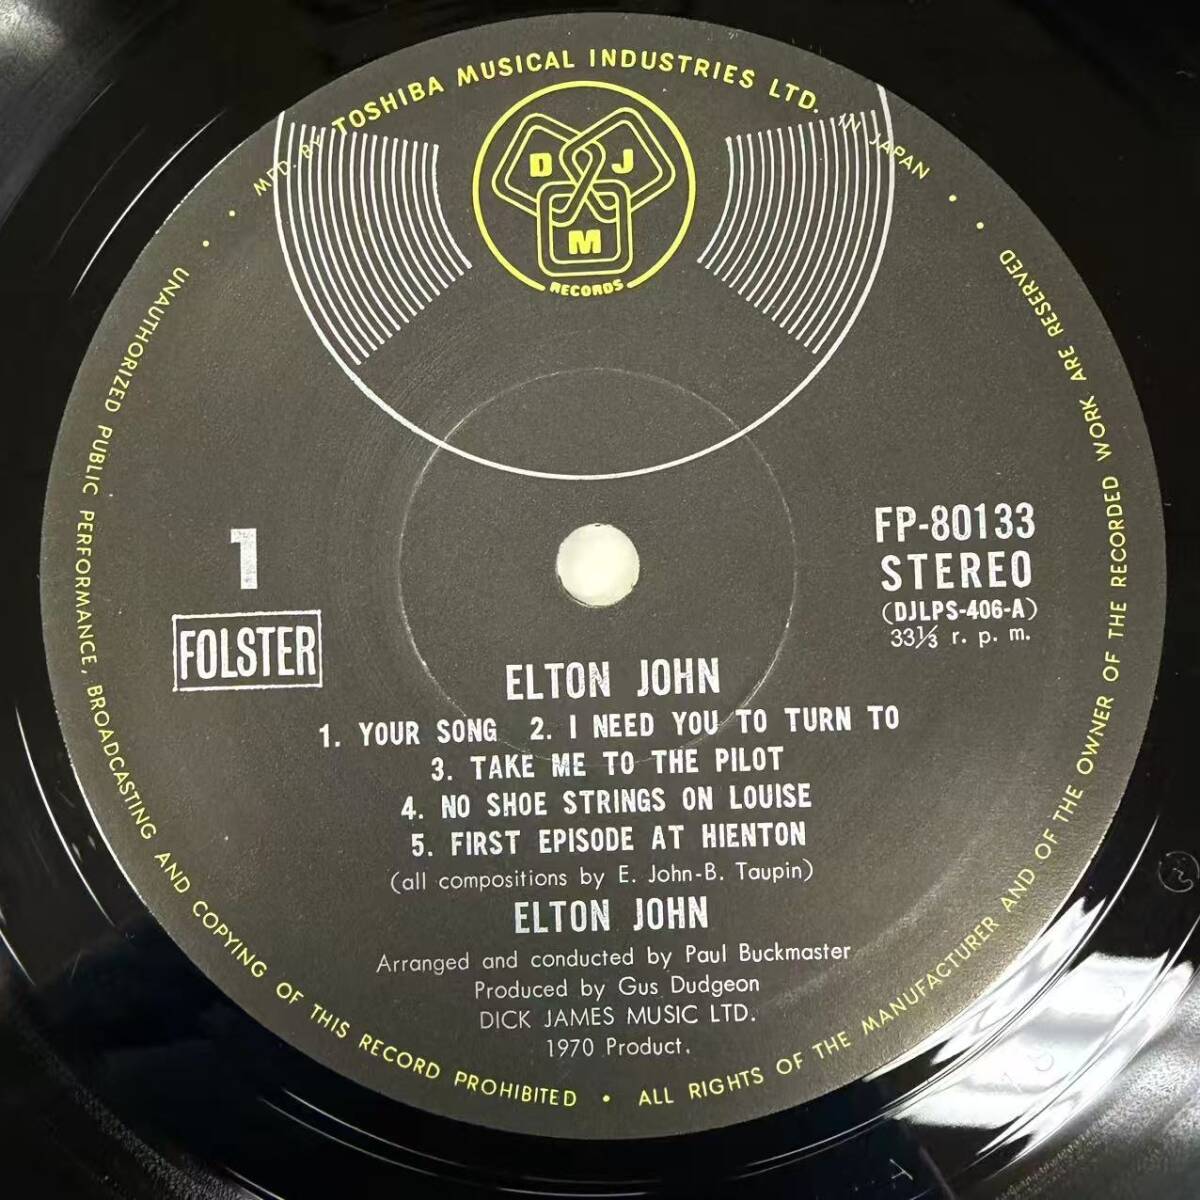 MFD. BY TOSHIBA MUSICAL INDUSTRIES LTD. IN JAPAN
D J
M
RECORDS
1
FOLSTER
FP-80133
STEREO
(DJLPS-406-A)
33⅓ r. p. m.
ELTON JOHN
1. YOUR SONG 2. I NEED YOU TO TURN TO
3. TAKE ME TO THE PILOT
4. NO SHOE STRINGS ON LOUISE
5. FIRST EPISODE AT HIENTON
(all compositions by E. John-B. Taupin)
ELTON JOHN
Arranged and conducted by Paul Buckmaster
Produced by Gus Dudgeon
DICK JAMES MUSIC LTD.
1970 Product.
• UNAUTHORIZED PUBLIC PERFORMANCE, BROADCASTING AND COPYING OF THIS RECORD PROHIBITED • ALL RIGHTS OF THE MANUFACTURER AND OF THE OWNER OF THE RECORDED WORK ARE RESERVED •